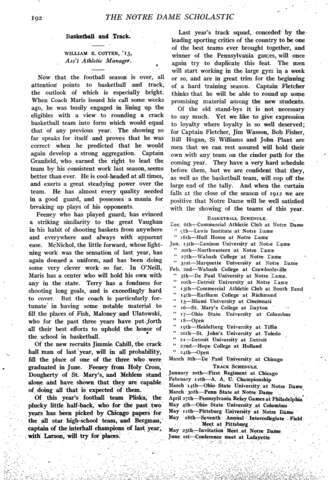 192
THE NOTRE DAME SCHOLASTIC
Basketball and Track.
WILLIAM E. COTTER, '13,
Ass't Athletic Manager.
Now that the football season is over, all
attention points to basketball and track,
the outlook of which is especially bright.
When Coach Maris issued his call some weeks
ago, he was busily engaged in lining up the
eligibles with a view to rounding a crack
basketball team into form which would equal
that of any previous year. The showing so
far speaks for itself and proves that he was
correct when he predicted that he would
again develop a strong aggregation. Captain
Granfield, who earned the right to lead the
team by his consistent work last season, seems
better than ever. He is cool-headed at all times,
and exerts a great steadying power over the
team. He has almost every quality needed
in a good guard, and possesses a mania for
breaking up plays of his opponents.
Feeney who has played guard, has evinced
a striking similarity to the great Vaughan
in his habit of shooting baskets from anywhere
and everywhere and always with apparent
ease. McNichol, the little forward, whose light-
ning work was the sensation of last year, has
again donned a uniform, and has been doing
some very clever work so far. In O'Neill,
Maris has a center who will hold his own with
any in the state. Terry has a fondness for
shooting long goals, and is exceedingly hard
to cover. But the coach is particularly for-
tunate in having some notable material to
fill the places of Fish, Maloney and Ulatowski,
who for the past three years have put forth
all their best efforts to uphold the honor of
the school in basketball.
Of the new recruits Jimmie Cahill, the crack
hall man of last year, will in all probability,
fill the place of one of the three who were
graduated in June. Feeney from Holy Cross,
Dougherty of St. Mary's, and Meblem stand
alone and have shown that they are capable
of doing all that is expected of them.
Of this year's football team Pliska, the
plucky little half-back, who for the past two
years has been picked by Chicago papers for
the all star high-school team, and Bergman,
captain of the interhall champions of last year,
with Larson, will try for places.
Last year's track squad, conceded by the
leading sporting critics of the country to be one
of the best teams ever brought together, and
winner of the Pennsylvania games, will once
again try to duplicate this feat. The men
will start working in the large gym in a week
or so, and are in great trim for the beginning
of a hard training season. Captain Fletcher
thinks that he will be able to round up some
promising material among the new students.
Of the old stand-bys it is not necessary
to say much. Yet we like to give expression
to loyalty where loyalty is so well deserved;
for Captain Fletcher, Jim Wasson, Bob Fisher,
Bill Hogan, Si Williams and John Plant are
men that we can rest assured will hold their
own with any team on the cinder path for the
coming year. They have a very hard schedule
before them, but we are confident that they,
as well as the basketball team, will cop off the
large end of the tally. And when the curtain
falls at the close of the season of 1912 we are
positive that Notre Dame will be well satisfied
with the showing of the teams of this year.
BASKETBALL SCHEDULE.
Dec. 6th—Commercial Athletic Club at Notre Dame
" 13th—Lewis Institute at Notre Dame
" 16th—Hull House at Notre Dame
Jan. 13th—Denison University at Notre Dame
" 20th—Northwestern at Notre Dame
" 27th—Wabash College at Notre Dame
" 31st—Marquette University at Notre Dame
Feb. 2nd—Wabash College at Crawfordsville
" 9th—De Paul University at Notre Dame.
" 10th—Detroit University at Notre Dame
" 13th—Commercial Athletic Club at South Bend
" 14th—Earlham College at Richmond
" 15—Miami University at Cincinnati
" 16—St. Mary's College at Dayton
" 17—Ohio State University at Columbus
" 18—Open
" 19th—Heidelberg University at Tiffin
" 20th—St. John's University at Toledo
" 21—Detroit University at Detroit
" 22nd—Hope College at Holland
" 24th—Open
March 8th—De Paul University at Chicago
TRACK SCHEDULE
January 20th—First Regiment at Chicago
February 12th—A. A. U. Championship
March 14th—Ohio State University at Notre Dame
March 30th—Penn State at Notre Dame
April 27th—Pennsylvania Relay Games at Philadelphia
May 4th—Ohio State University at Columbus
May 11th—Pittsburg University at Notre Dame
May 18th—Seventh Annual Intercollegiate Field
Meet at Pittsburg
May 25th—Invitation Meet at Notre Dame
June 1st—Conference meet at Lafayette